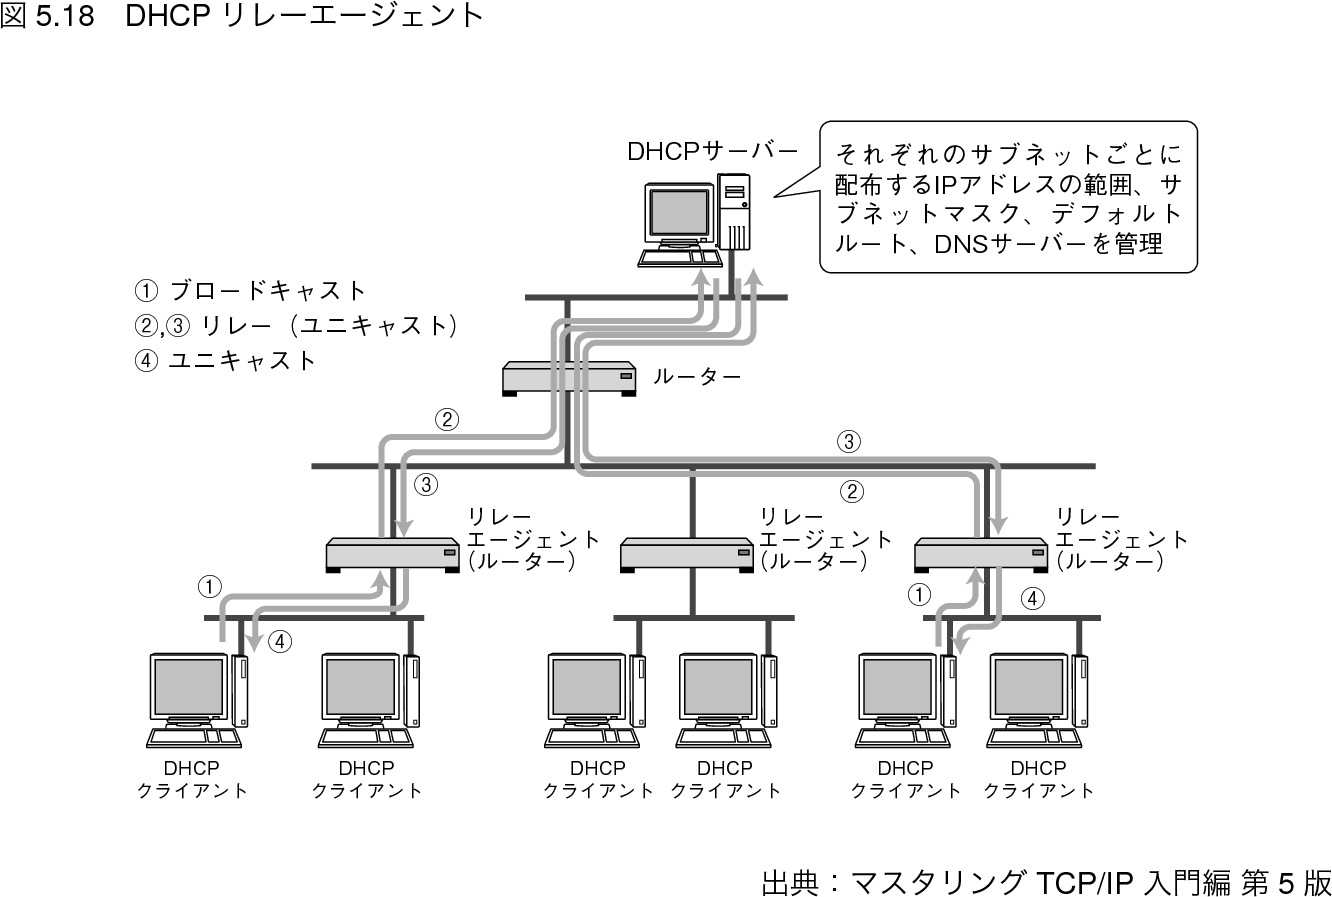 図 5.18 DHCP リレーエージェント
DHCPサーバー
それぞれのサブネットごとに
配布するIPアドレスの範囲、サ
ブネットマスク、デフォルト
ルート、DNSサーバーを管理
① ブロードキャスト
②,③ リレー（ユニキャスト）
④ ユニキャスト
ルーター
②
③
③
②
リレー
エージェント
（ルーター）
リレー
エージェント
（ルーター）
リレー
エージェント
（ルーター）
①
④
①
④
DHCP
クライアント
DHCP
クライアント
DHCP
クライアント
DHCP
クライアント
DHCP
クライアント
DHCP
クライアント
出典：マスタリング TCP/IP 入門編 第 5 版